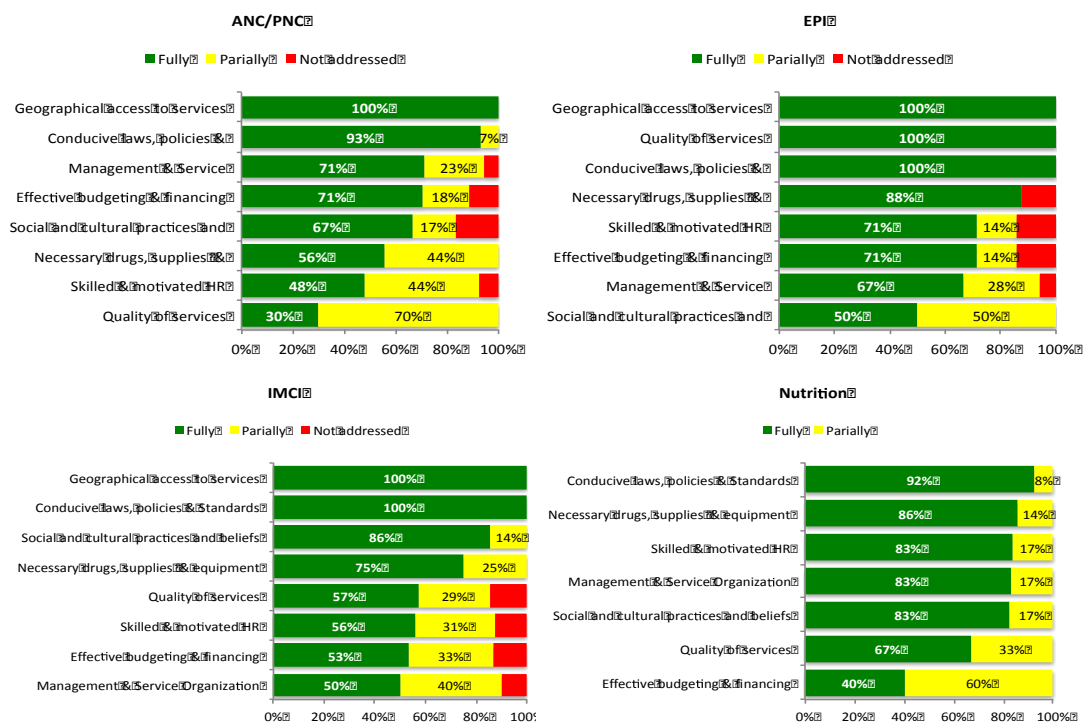 ANC/PNC
Fully Parially Not addressed
Geographical access to services 100%
Conducive laws, policies & 93% 7%
Management & Service 71% 23%
Effective budgeting & financing 71% 18%
Social and cultural practices and 67% 17%
Necessary drugs, supplies & 56% 44%
Skilled & motivated HR 48% 44%
Quality of services 30% 70%
0% 20% 40% 60% 80% 100%
EPI
Fully Parially Not addressed
Geographical access to services 100%
Quality of services 100%
Conducive laws, policies & 100%
Necessary drugs, supplies & 88%
Skilled & motivated HR 71% 14%
Effective budgeting & financing 71% 14%
Management & Service 67% 28%
Social and cultural practices and 50% 50%
0% 20% 40% 60% 80% 100%
IMCI
Fully Parially Not addressed
Geographical access to services 100%
Conducive laws, policies & Standards 100%
Social and cultural practices and beliefs 86% 14%
Necessary drugs, supplies & equipment 75% 25%
Quality of services 57% 29%
Skilled & motivated HR 56% 31%
Effective budgeting & financing 53% 33%
Management & Service Organization 50% 40%
0% 20% 40% 60% 80% 100%
Nutrition
Fully Parially
Conducive laws, policies & Standards 92% 8%
Necessary drugs, supplies & equipment 86% 14%
Skilled & motivated HR 83% 17%
Management & Service Organization 83% 17%
Social and cultural practices and beliefs 83% 17%
Quality of services 67% 33%
Effective budgeting & financing 40% 60%
0% 20% 40% 60% 80% 100%